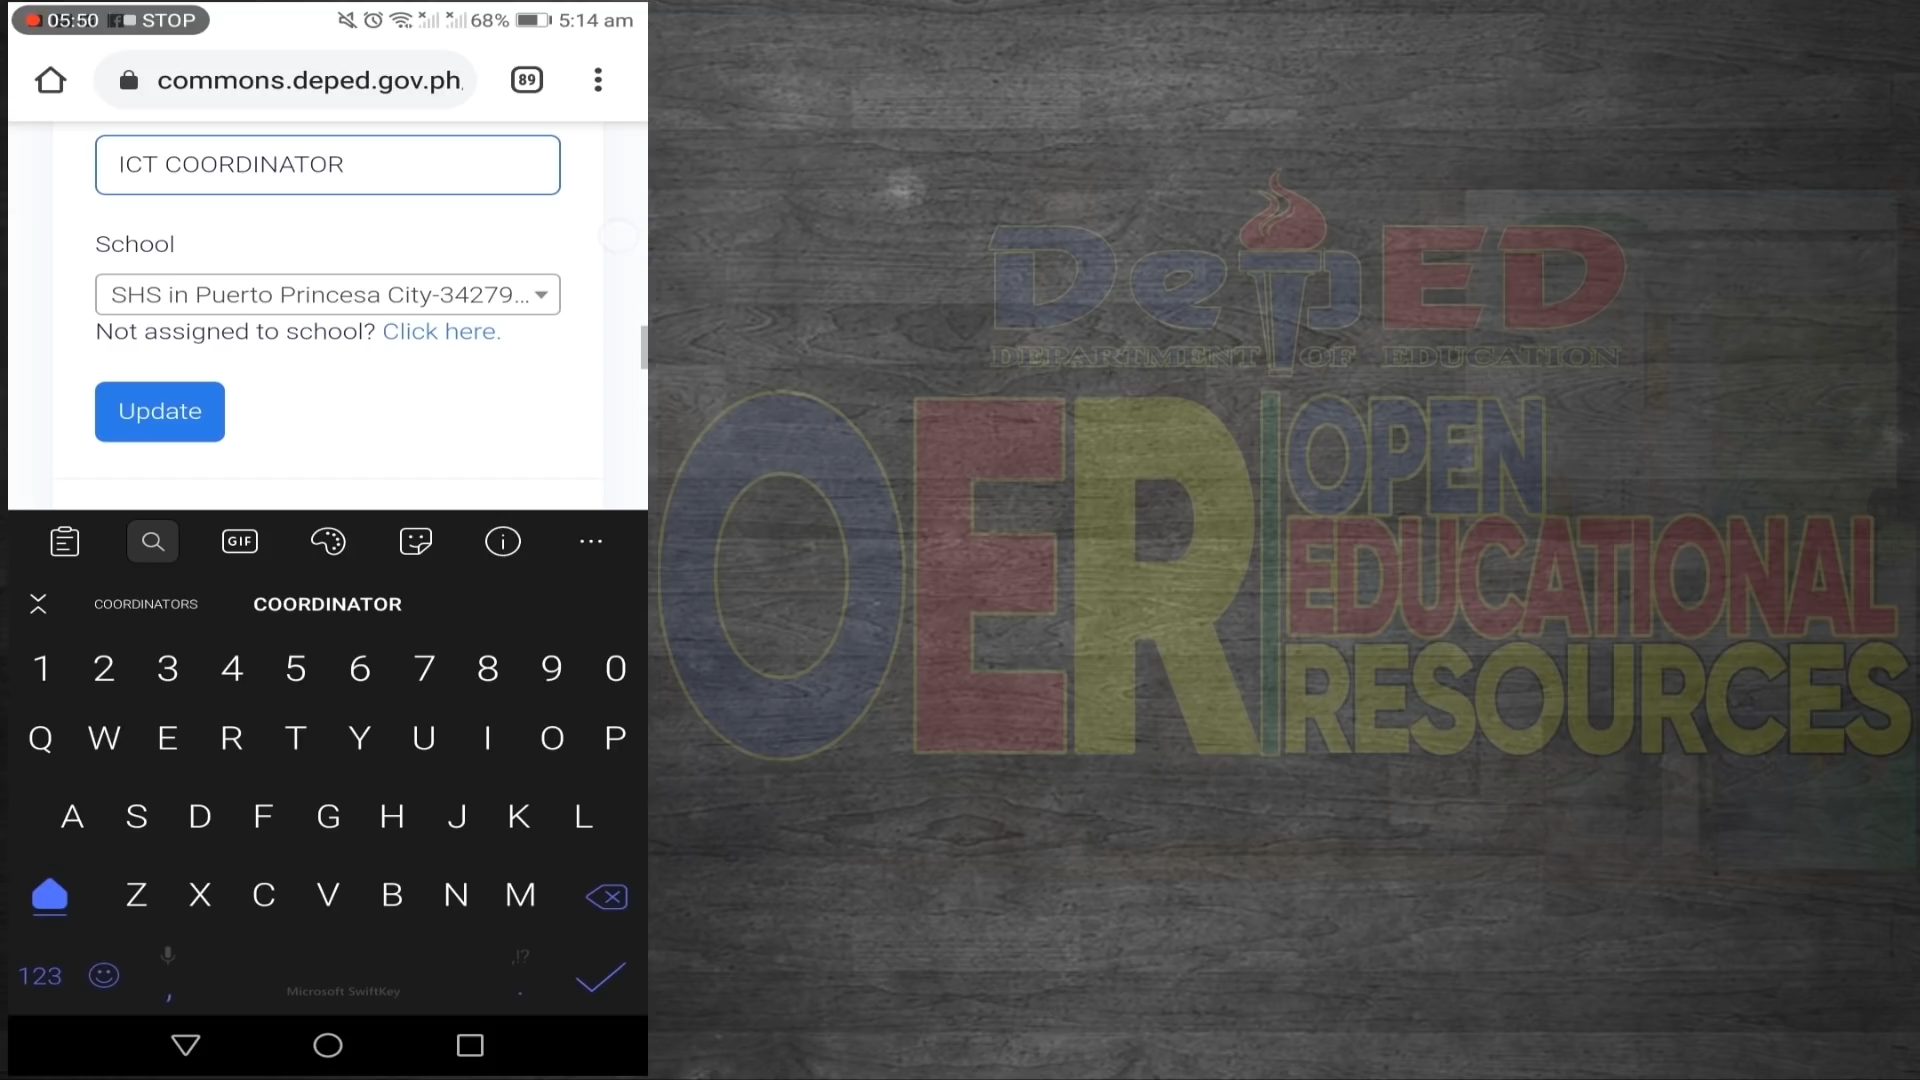 05:50 STOP 68% 5:14 am
commons.deped.gov.ph 89
ICT COORDINATOR
School
SHS in Puerto Princesa City-34279...
Not assigned to school? Click here.
Update
GIF
COORDINATORS COORDINATOR
1 2 3 4 5 6 7 8 9 0
Q W E R T Y U I O P
A S D F G H J K L
Z X C V B N M
,!?
123 , Microsoft SwiftKey .
DepED
DEPARTMENT OF EDUCATION
OER
OPEN
EDUCATIONAL
RESOURCES